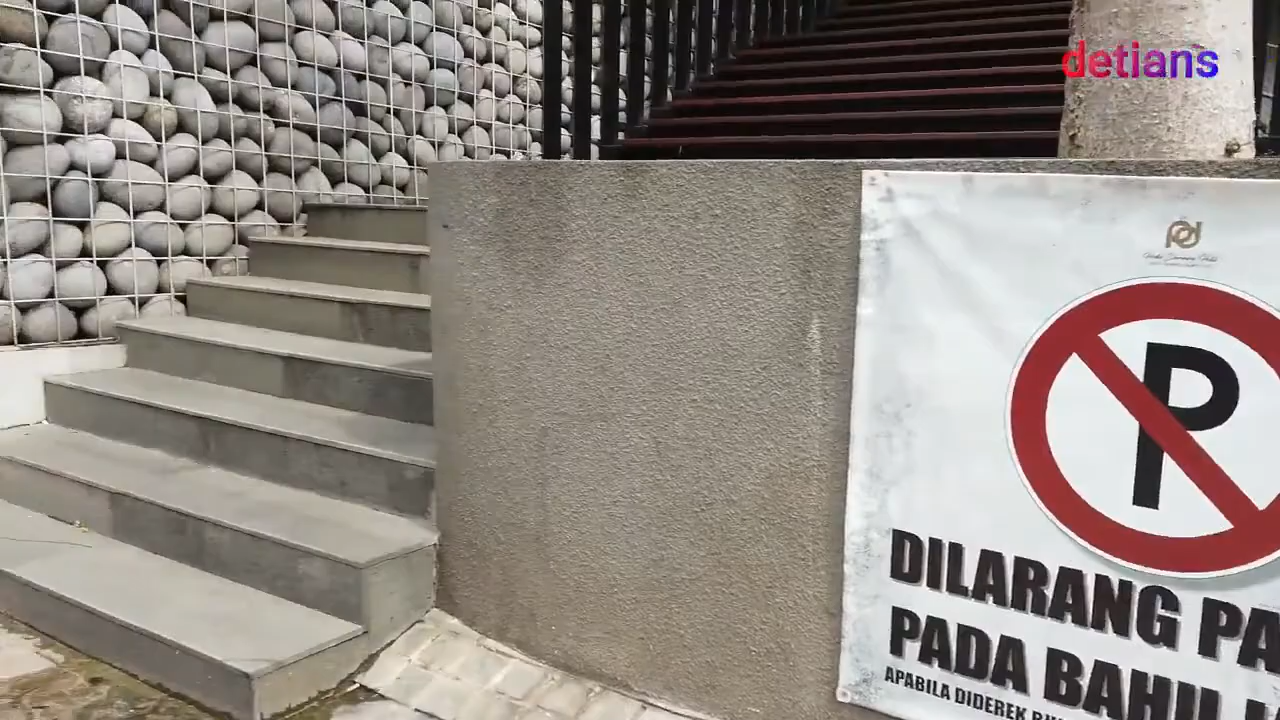 detians
P
DILARANG PA
PADA BAHU
APABILA DIDEREK